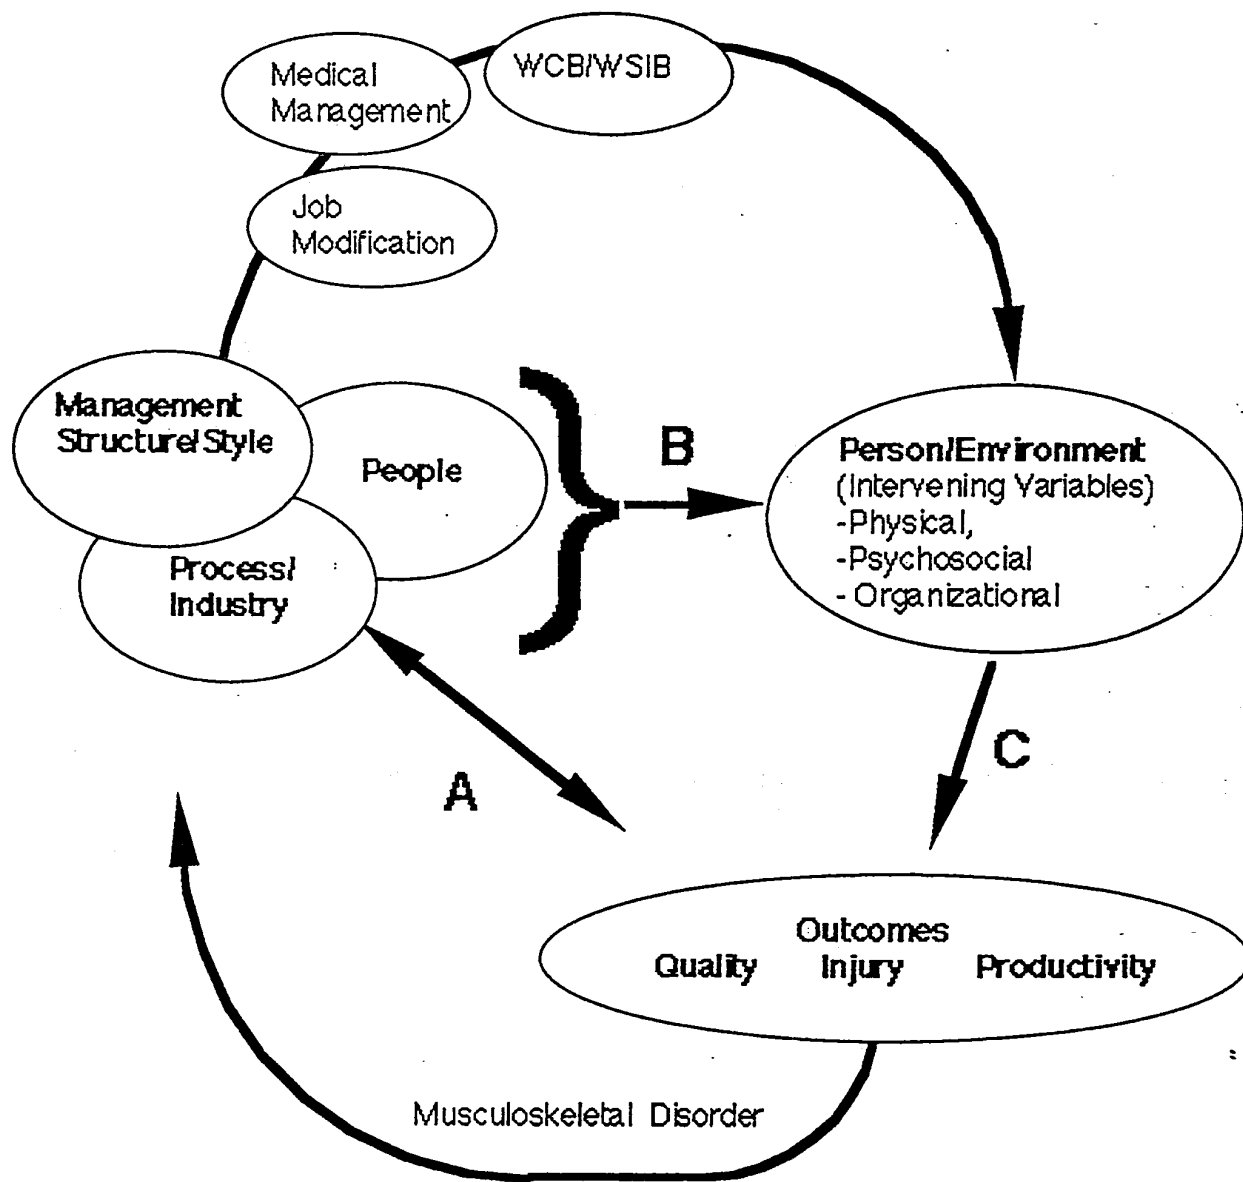 WCB/WSIB
Medical
Management
Job
Modification
Management
Structure/Style
People
Process/
Industry
B
Person/Environment
(Intervening Variables)
-Physical,
-Psychosocial
- Organizational
A
C
Outcomes
Quality Injury Productivity
Musculoskeletal Disorder